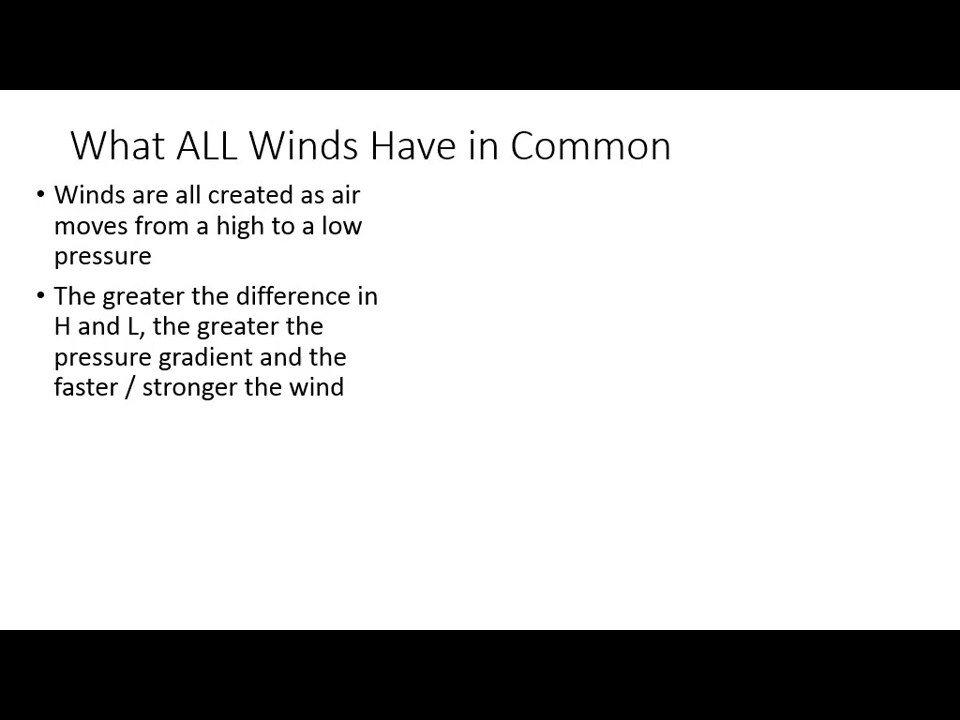 What ALL Winds Have in Common
• Winds are all created as air
moves from a high to a low
pressure
• The greater the difference in
H and L, the greater the
pressure gradient and the
faster / stronger the wind